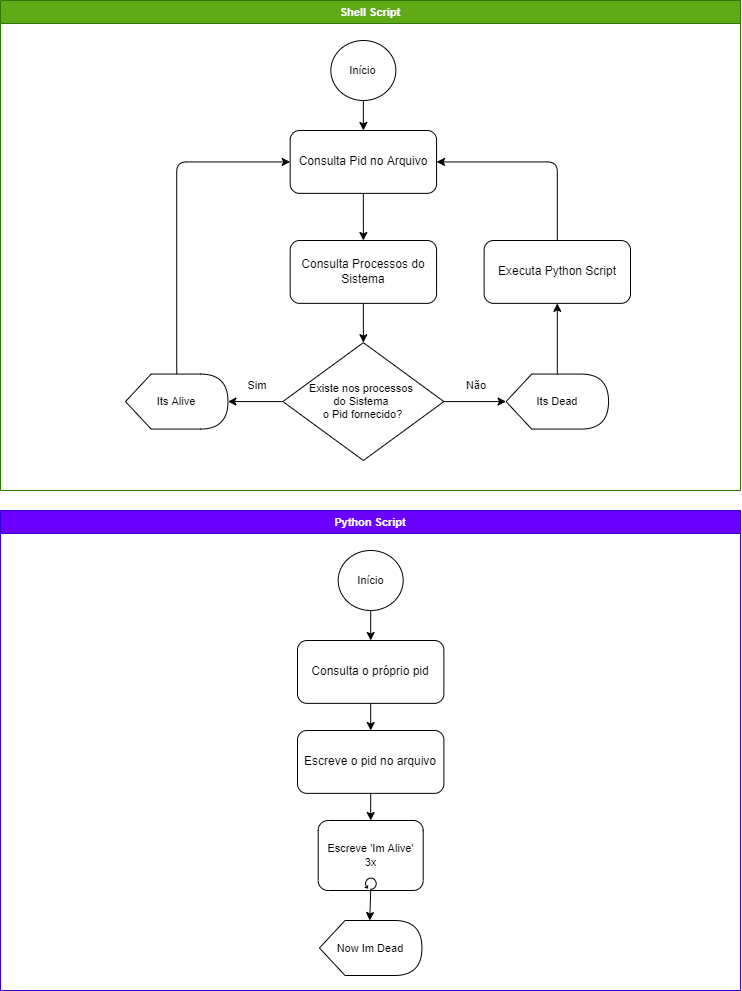 Shell Script
Início
Consulta Pid no Arquivo
Consulta Processos do
Sistema
Executa Python Script
Existe nos processos
do Sistema
o Pid fornecido?
Sim
Não
Its Alive
Its Dead
Python Script
Início
Consulta o próprio pid
Escreve o pid no arquivo
Escreve 'Im Alive'
3x
Now Im Dead